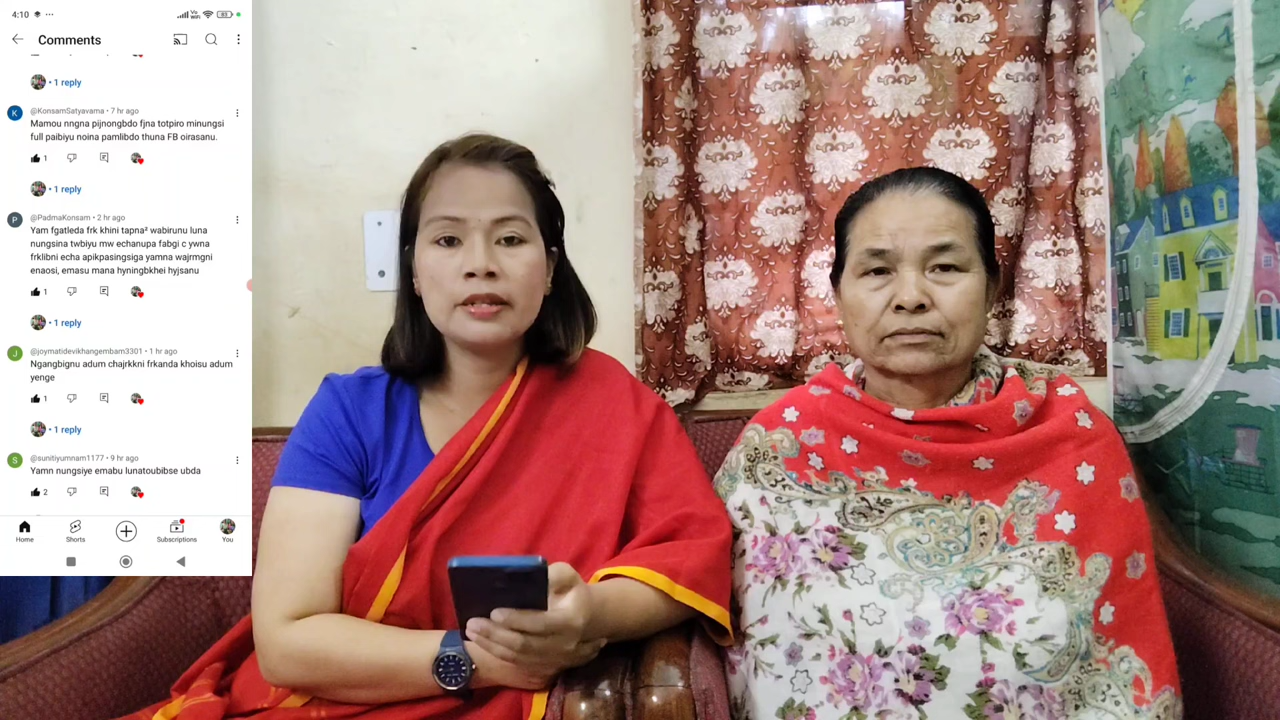 4:10
Vo
WiFi
83
Comments
• 1 reply
K
@KonsamSatyavama • 7 hr ago
Mamou nngna pijnongbdo fjna totpiro minungsi
full paibiyu noina pamlibdo thuna FB oirasanu.
1
• 1 reply
P
@PadmaKonsam • 2 hr ago
Yam fgatleda frk khini tapna² wabirunu luna
nungsina twbiyu mw echanupa fabgi c ywna
frklibni echa apikpasingsiga yamna wajrmgni
enaosi, emasu mana hyningbkhei hyjsanu
1
• 1 reply
J
@joymatidevikhangembam3301 • 1 hr ago
Ngangbignu adum chajrkkni frkanda khoisu adum
yenge
1
• 1 reply
S
@sunitiyumnam1177 • 9 hr ago
Yamn nungsiye emabu lunatoubibse ubda
2
Home
Shorts
Subscriptions
You